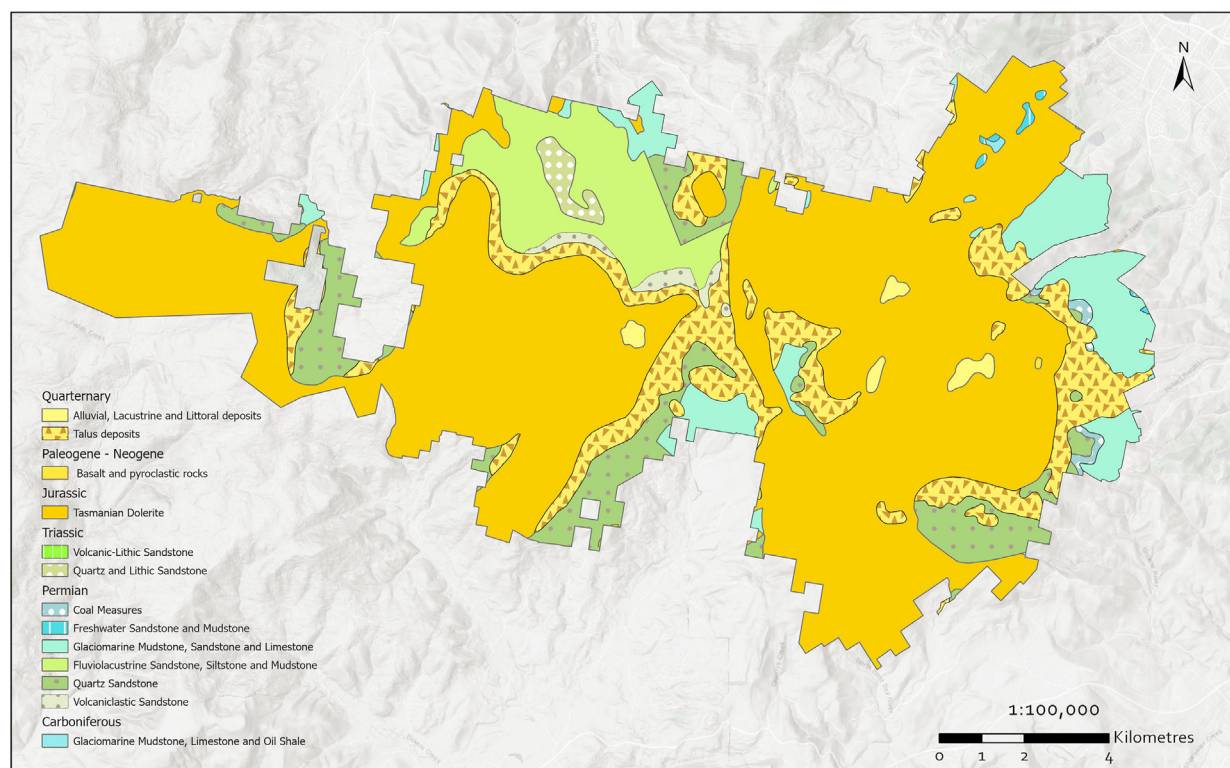 N
Quarternary
Alluvial, Lacustrine and Littoral deposits
Talus deposits
Paleogene - Neogene
Basalt and pyroclastic rocks
Jurassic
Tasmanian Dolerite
Triassic
Volcanic-Lithic Sandstone
Quartz and Lithic Sandstone
Permian
Coal Measures
Freshwater Sandstone and Mudstone
Glaciomarine Mudstone, Sandstone and Limestone
Fluviolacustrine Sandstone, Siltstone and Mudstone
Quartz Sandstone
Volcaniclastic Sandstone
Carboniferous
Glaciomarine Mudstone, Limestone and Oil Shale
1:100,000
Kilometres
0 1 2 4